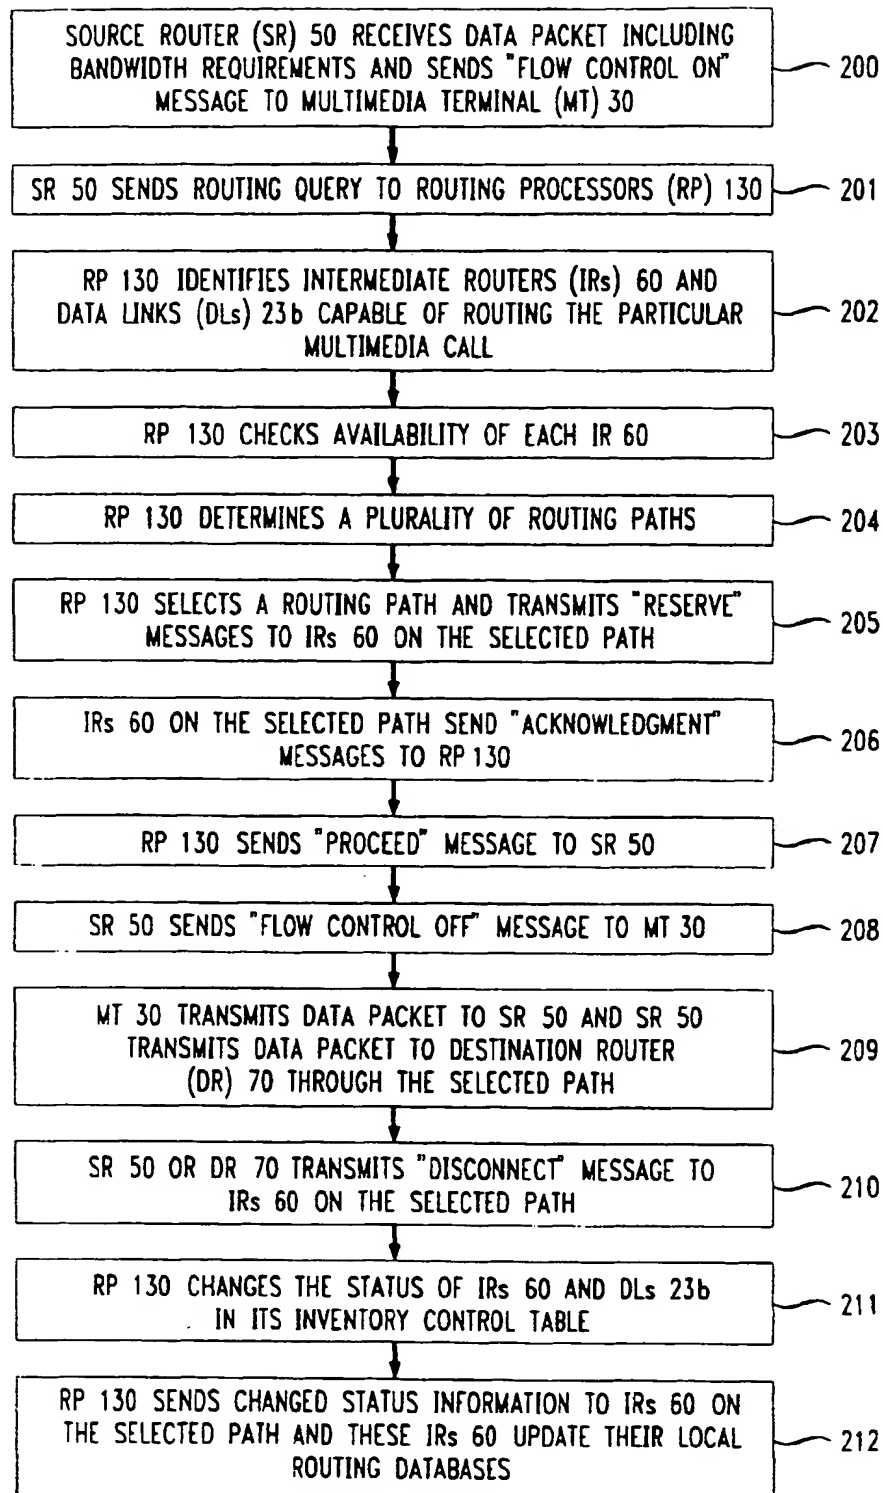 SOURCE ROUTER (SR) 50 RECEIVES DATA PACKET INCLUDING
BANDWIDTH REQUIREMENTS AND SENDS "FLOW CONTROL ON"
MESSAGE TO MULTIMEDIA TERMINAL (MT) 30
200
SR 50 SENDS ROUTING QUERY TO ROUTING PROCESSORS (RP) 130
201
RP 130 IDENTIFIES INTERMEDIATE ROUTERS (IRs) 60 AND
DATA LINKS (DLs) 23b CAPABLE OF ROUTING THE PARTICULAR
MULTIMEDIA CALL
202
RP 130 CHECKS AVAILABILITY OF EACH IR 60
203
RP 130 DETERMINES A PLURALITY OF ROUTING PATHS
204
RP 130 SELECTS A ROUTING PATH AND TRANSMITS "RESERVE"
MESSAGES TO IRs 60 ON THE SELECTED PATH
205
IRs 60 ON THE SELECTED PATH SEND "ACKNOWLEDGMENT"
MESSAGES TO RP 130
206
RP 130 SENDS "PROCEED" MESSAGE TO SR 50
207
SR 50 SENDS "FLOW CONTROL OFF" MESSAGE TO MT 30
208
MT 30 TRANSMITS DATA PACKET TO SR 50 AND SR 50
TRANSMITS DATA PACKET TO DESTINATION ROUTER
(DR) 70 THROUGH THE SELECTED PATH
209
SR 50 OR DR 70 TRANSMITS "DISCONNECT" MESSAGE TO
IRs 60 ON THE SELECTED PATH
210
RP 130 CHANGES THE STATUS OF IRs 60 AND DLs 23b
IN ITS INVENTORY CONTROL TABLE
211
RP 130 SENDS CHANGED STATUS INFORMATION TO IRs 60 ON
THE SELECTED PATH AND THESE IRs 60 UPDATE THEIR LOCAL
ROUTING DATABASES
212